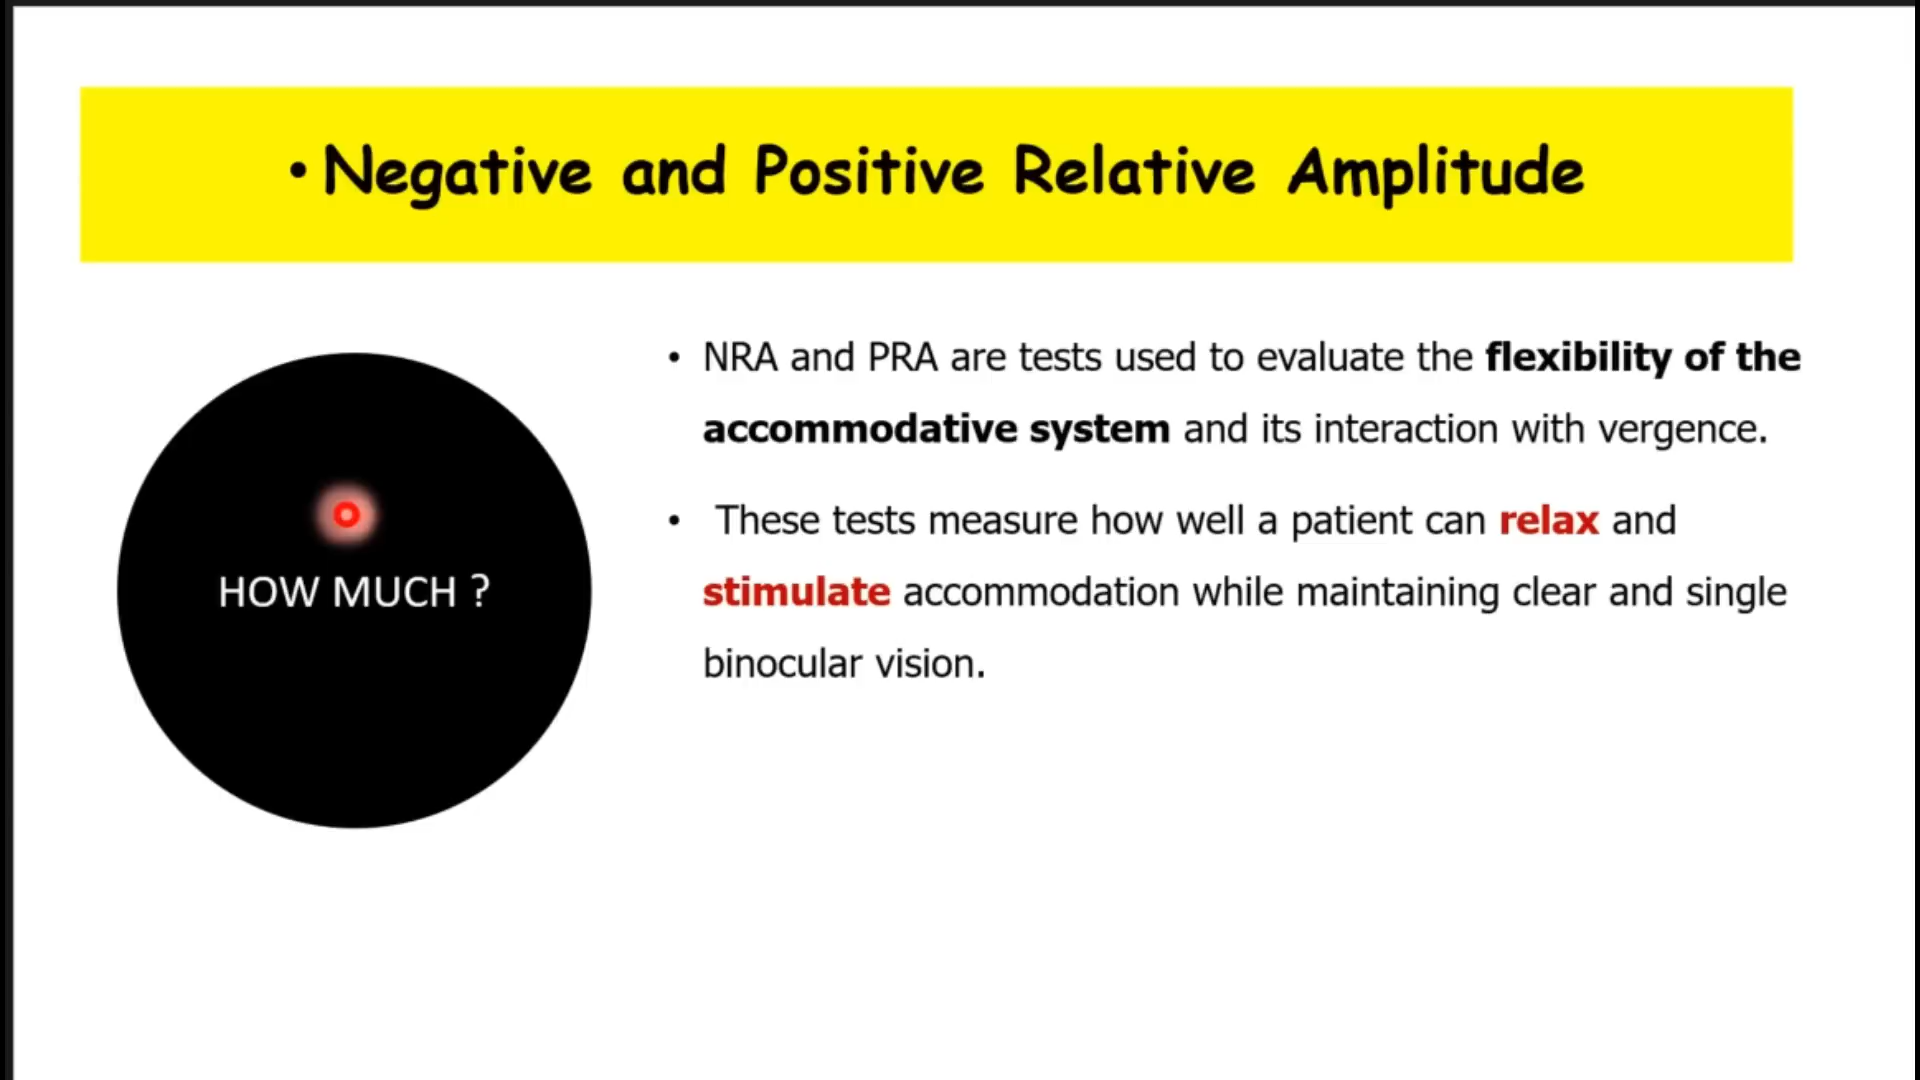 • Negative and Positive Relative Amplitude
HOW MUCH ?
• NRA and PRA are tests used to evaluate the flexibility of the
accommodative system and its interaction with vergence.
• These tests measure how well a patient can relax and
stimulate accommodation while maintaining clear and single
binocular vision.